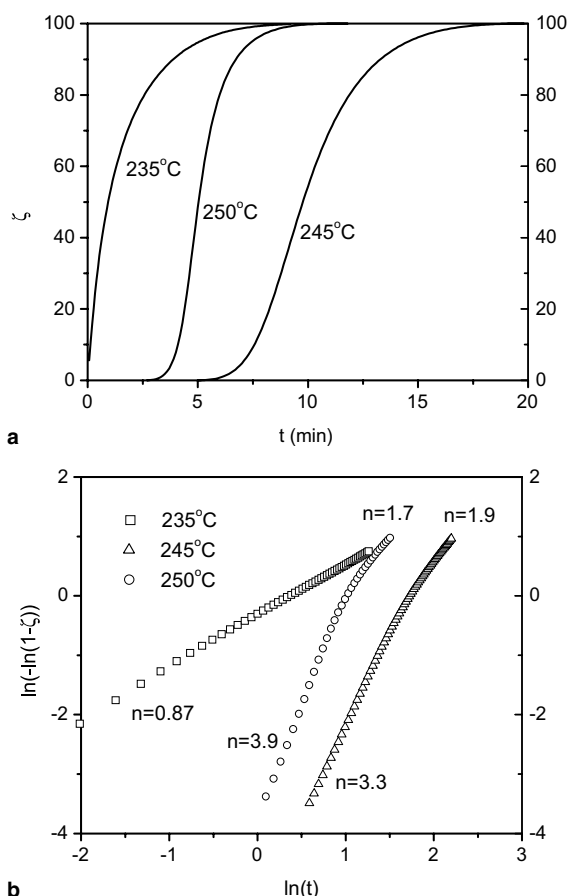 100
100
80
80
60
60
40
40
20
20
0
0
ζ
235°C
250°C
245°C
0
5
10
15
20
t (min)
a
2
2
0
0
-2
-2
-4
-4
ln(-ln(1-ζ))
235°C
245°C
250°C
n=1.7
n=1.9
n=0.87
n=3.9
n=3.3
-2
-1
0
1
2
3
ln(t)
b